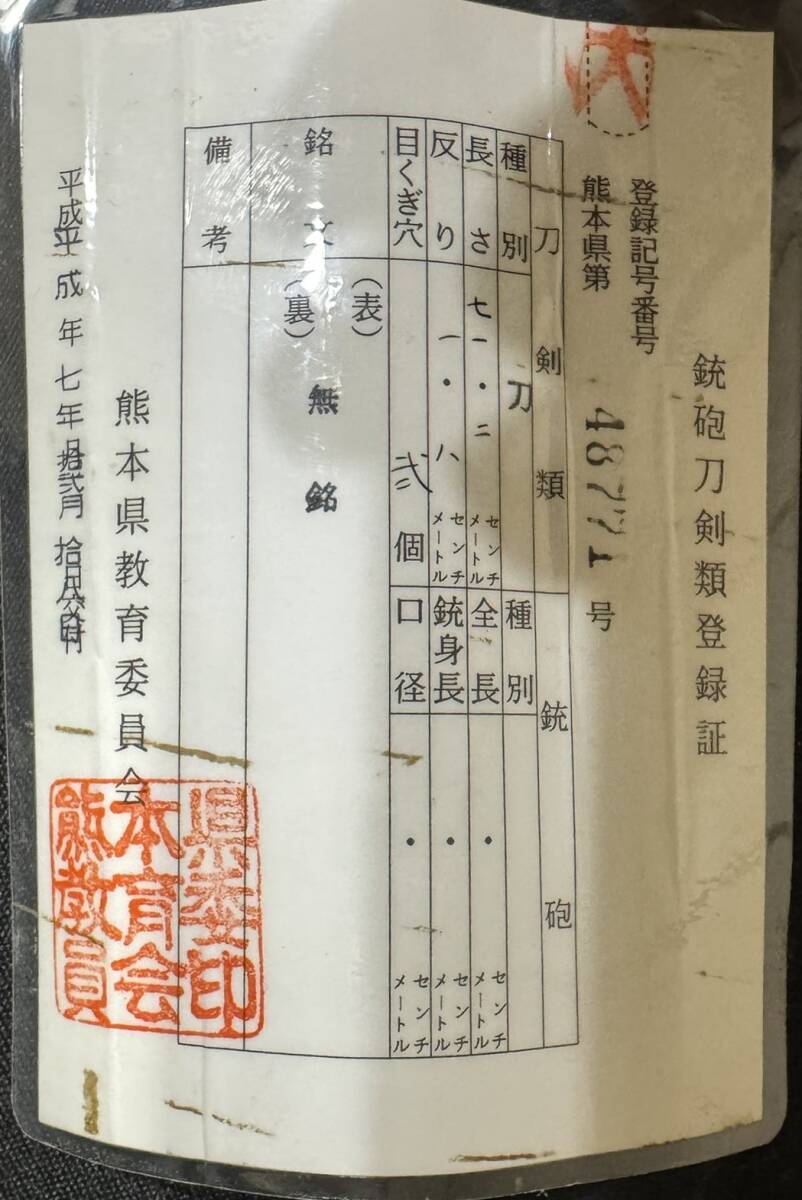 銃砲刀剣類登録証
登録記号番号
熊本県第 48771 号
刀剣類
種別 刀
長さ 七一・二 センチメートル
反り 一・八 センチメートル
目くぎ穴 弐個
銘文
(表)
無銘
(裏)
備考
銃砲
種別
全長 ・ センチメートル
銃身長 ・ センチメートル
口径 ・ センチメートル
熊本県教育委員会
平成
平成年七年拾弐月
熊本県
教育委
員会印